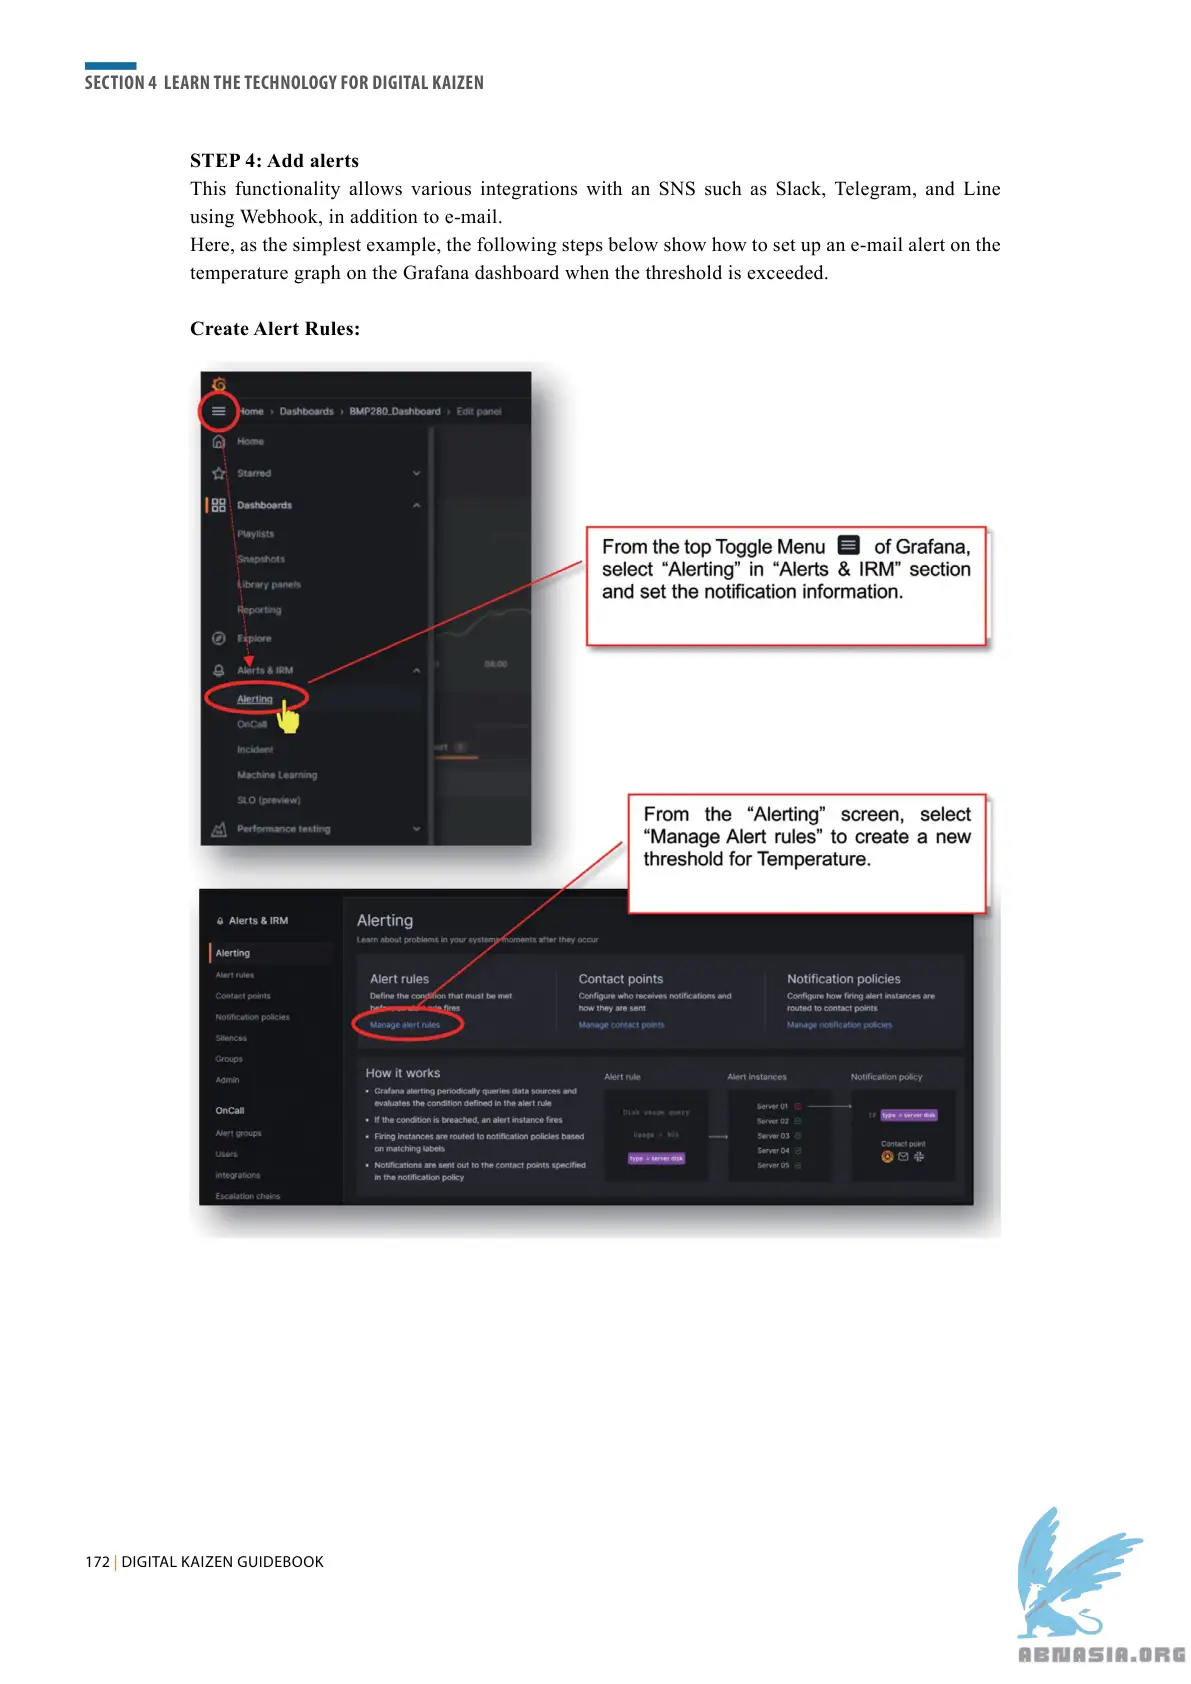 SECTION 4 LEARN THE TECHNOLOGY FOR DIGITAL KAIZEN
STEP 4: Add alerts
This functionality allows various integrations with an SNS such as Slack, Telegram, and Line
using Webhook, in addition to e-mail.
Here, as the simplest example, the following steps below show how to set up an e-mail alert on the
temperature graph on the Grafana dashboard when the threshold is exceeded.
Create Alert Rules:
Home › Dashboards › BMP280_Dashboard › Edit panel
Home
Starred
Dashboards
Playlists
Snapshots
Library panels
Reporting
Explore
Alerts & IRM
08:00
Alerting
OnCall
Incident
Machine Learning
SLO (preview)
Performance testing
From the top Toggle Menu of Grafana,
select “Alerting” in “Alerts & IRM” section
and set the notification information.
From the “Alerting” screen, select
“Manage Alert rules” to create a new
threshold for Temperature.
Alerts & IRM
Alerting
Alert rules
Contact points
Notification policies
Silences
Groups
Admin
OnCall
Alert groups
Users
Integrations
Escalation chains
Alerting
Learn about problems in your systems moments after they occur
Alert rules
Define the condition that must be met
before an alert rule fires
Manage alert rules
Contact points
Configure who receives notifications and
how they are sent
Manage contact points
Notification policies
Configure how firing alert instances are
routed to contact points
Manage notification policies
How it works
• Grafana alerting periodically queries data sources and
evaluates the condition defined in the alert rule
• If the condition is breached, an alert instance fires
• Firing instances are routed to notification policies based
on matching labels
• Notifications are sent out to the contact points specified
in the notification policy
Alert rule
Disk usage query
type = server disk
Alert instances
Server 01
Server 02
Server 03
Server 04
Server 05
Notification policy
IF type = server disk
Contact point
172 | DIGITAL KAIZEN GUIDEBOOK
ABNASIA.ORG